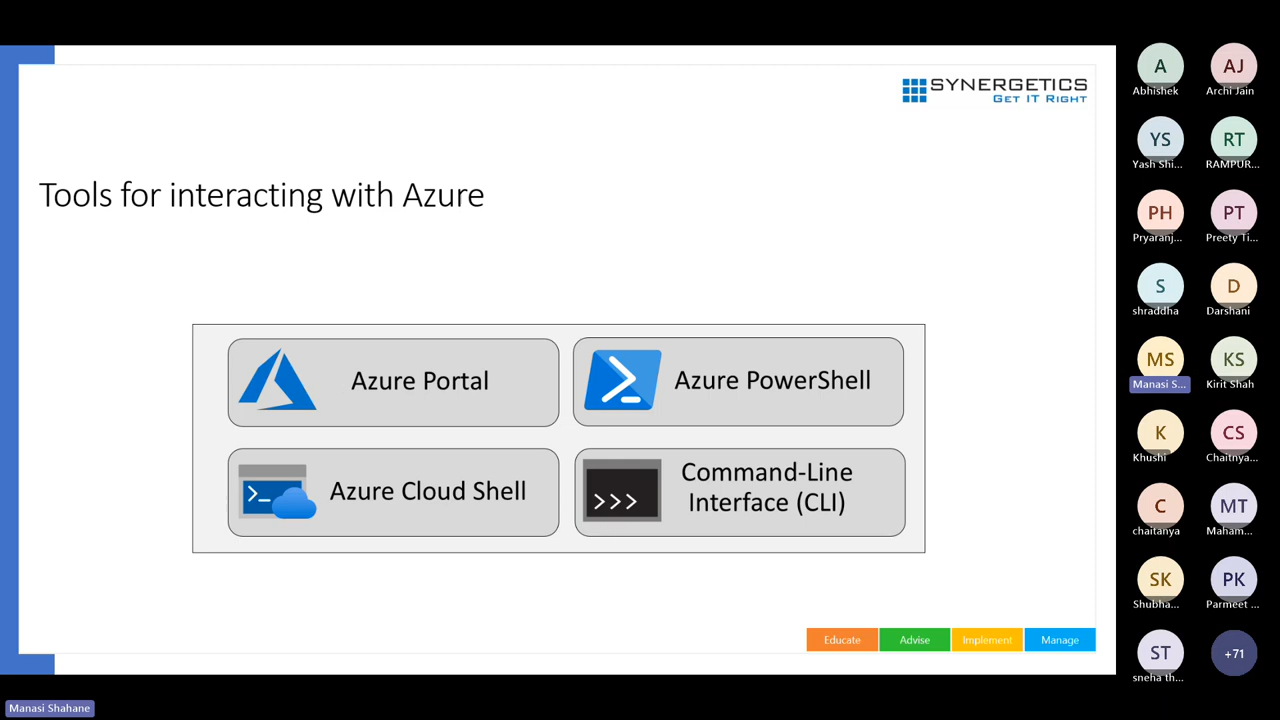 SYNERGETICS
GET IT RIGHT
Tools for interacting with Azure
Azure Portal
Azure PowerShell
Azure Cloud Shell
Command-Line
Interface (CLI)
Educate
Advise
Implement
Manage
A
Abhishek
AJ
Archi Jain
YS
Yash Shi...
RT
RAMPUR...
PH
Pryaranj...
PT
Preety Ti...
S
shraddha
D
Darshani
MS
Manasi S...
KS
Kirit Shah
K
Khushi
CS
Chaitnya...
C
chaitanya
MT
Maham...
SK
Shubha...
PK
Parmeet ...
ST
sneha th...
+71
Manasi Shahane